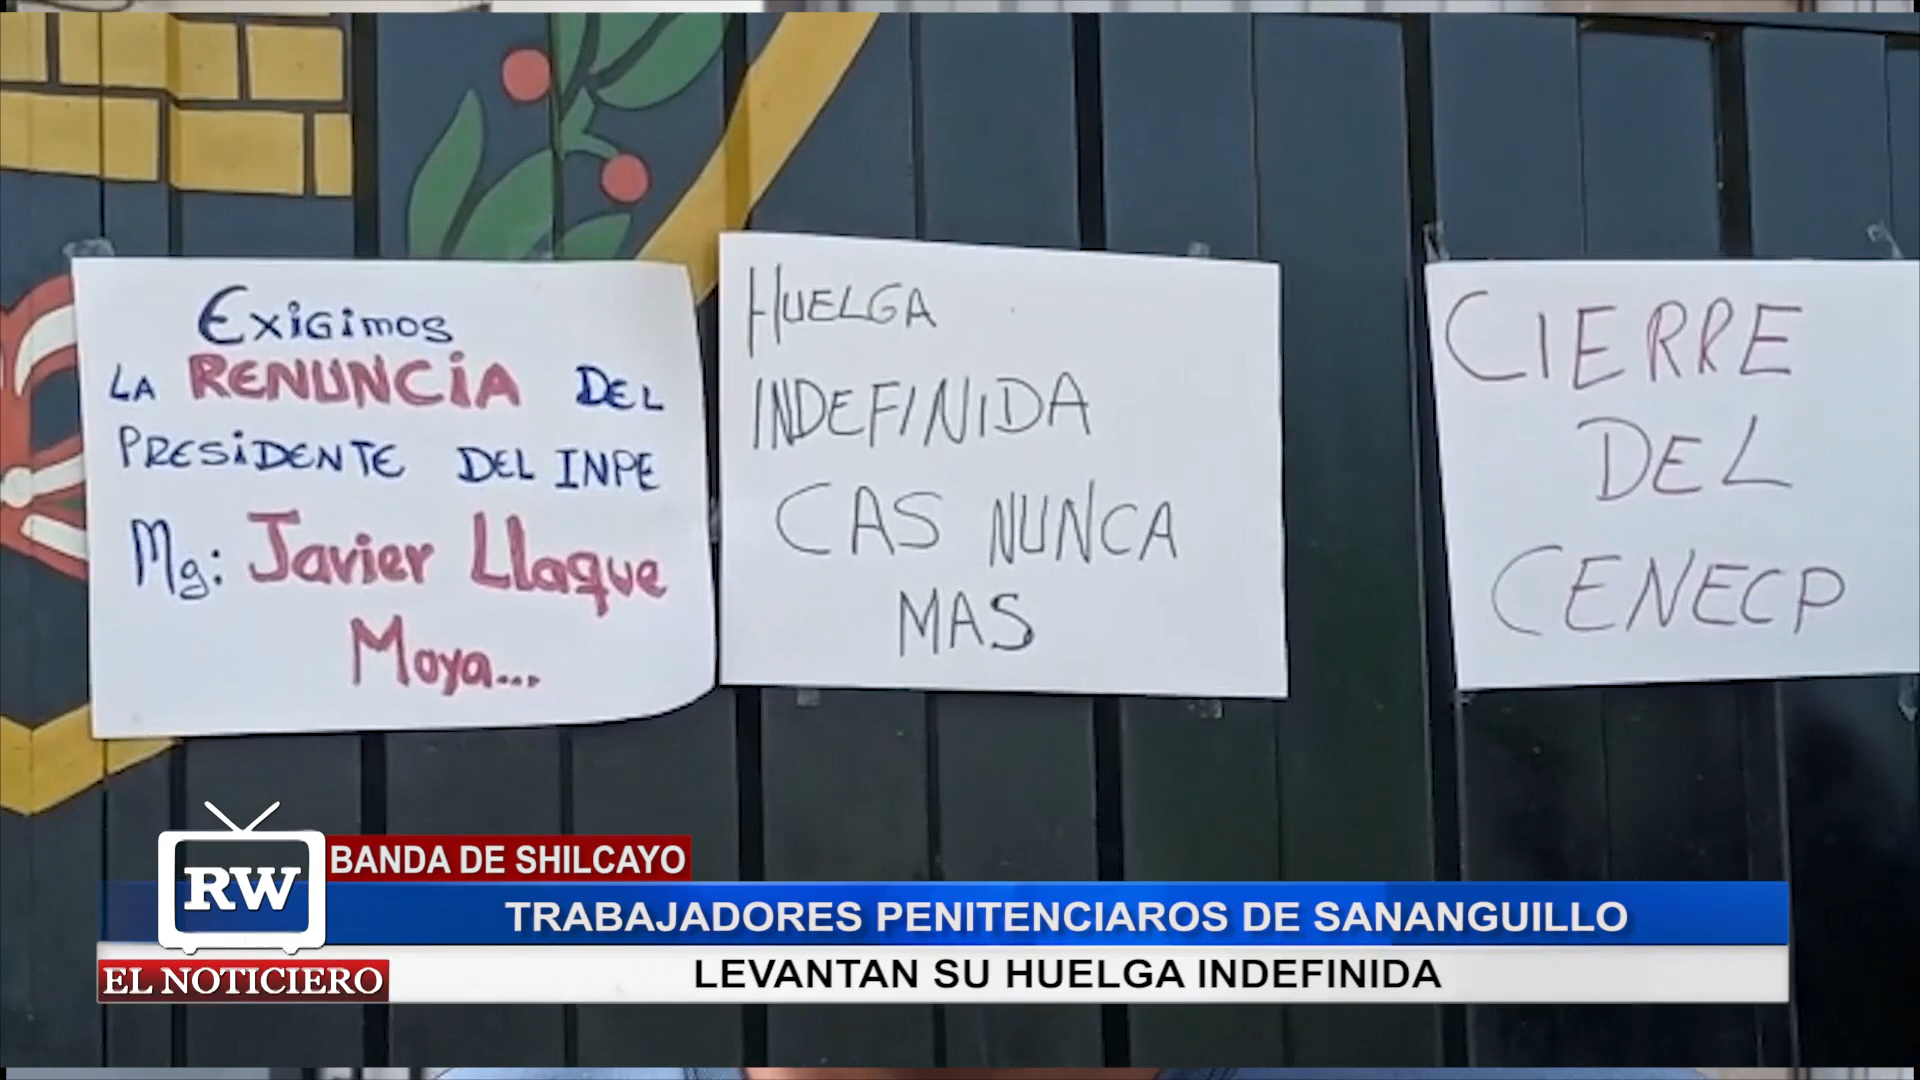 Exigimos
LA RENUNCIA DEL
PRESIDENTE DEL INPE
Mg: Javier Llaque
Moya...
HUELGA
INDEFINIDA
CAS NUNCA
MAS
CIERRE
DEL
CENECP
RW
BANDA DE SHILCAYO
TRABAJADORES PENITENCIAROS DE SANANGUILLO
EL NOTICIERO
LEVANTAN SU HUELGA INDEFINIDA